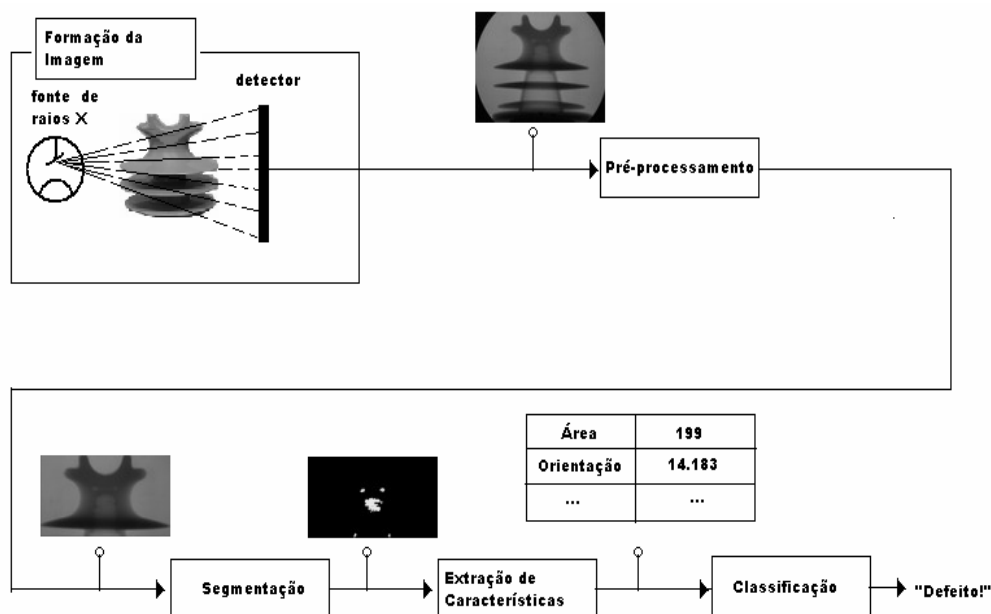 Formação da
Imagem
fonte de
raios X
detector
Pré-processamento
Área 199
Orientação 14.183
... ...
Segmentação
Extração de
Características
Classificação
"Defeito!"